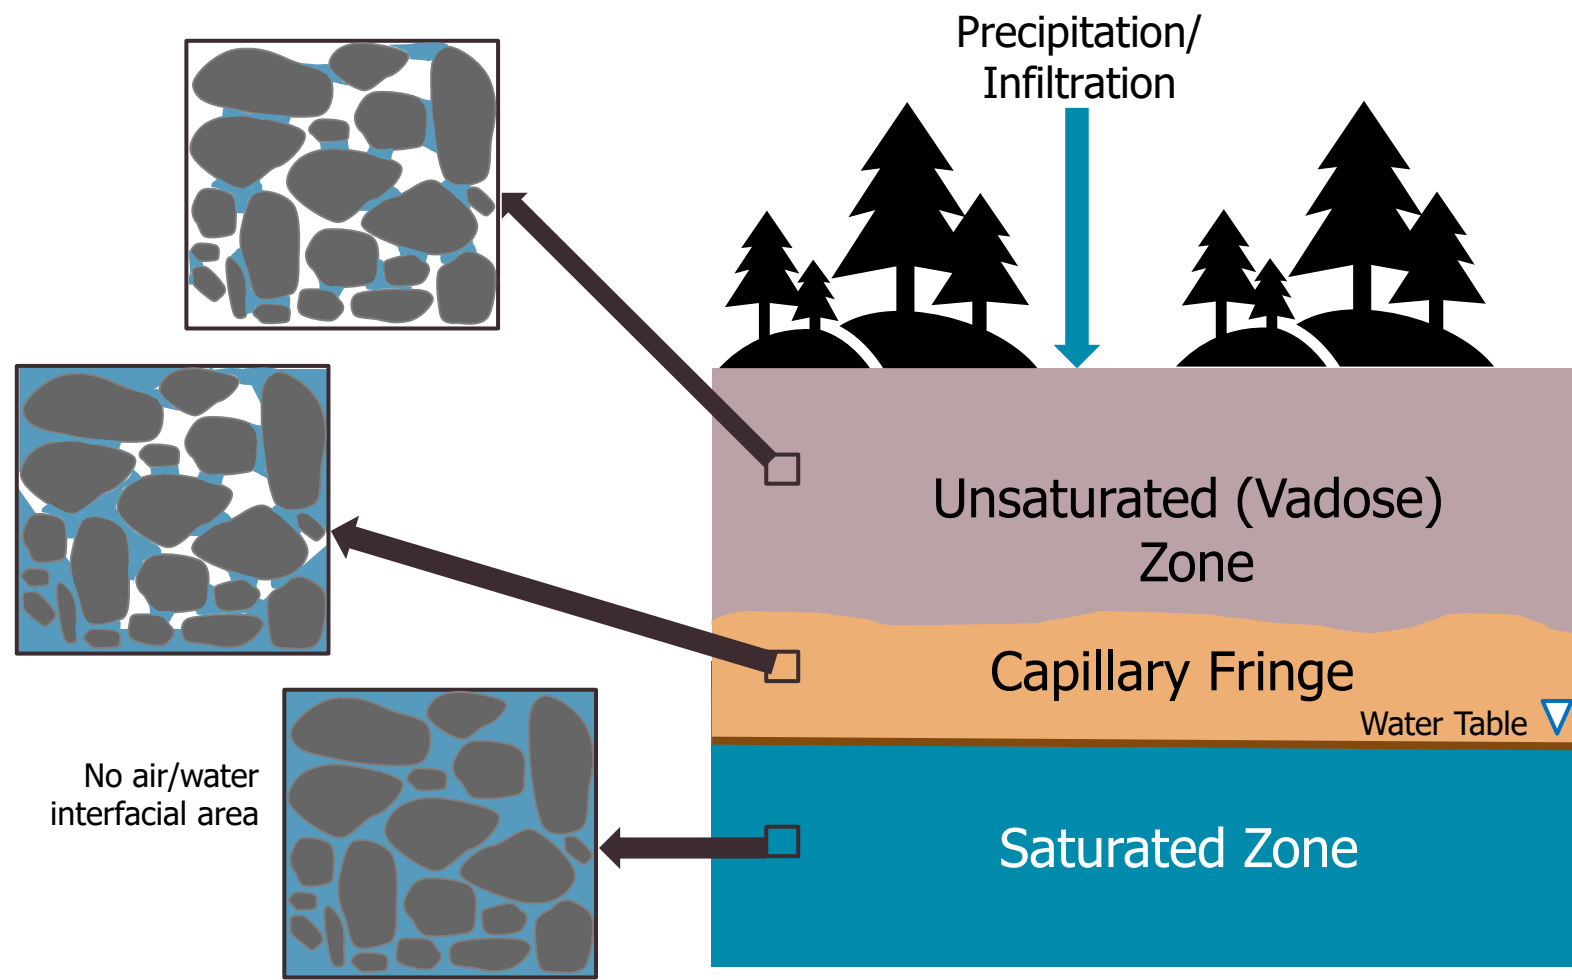 Precipitation/
Infiltration
Unsaturated (Vadose)
Zone
Capillary Fringe
Water Table
No air/water
interfacial area
Saturated Zone